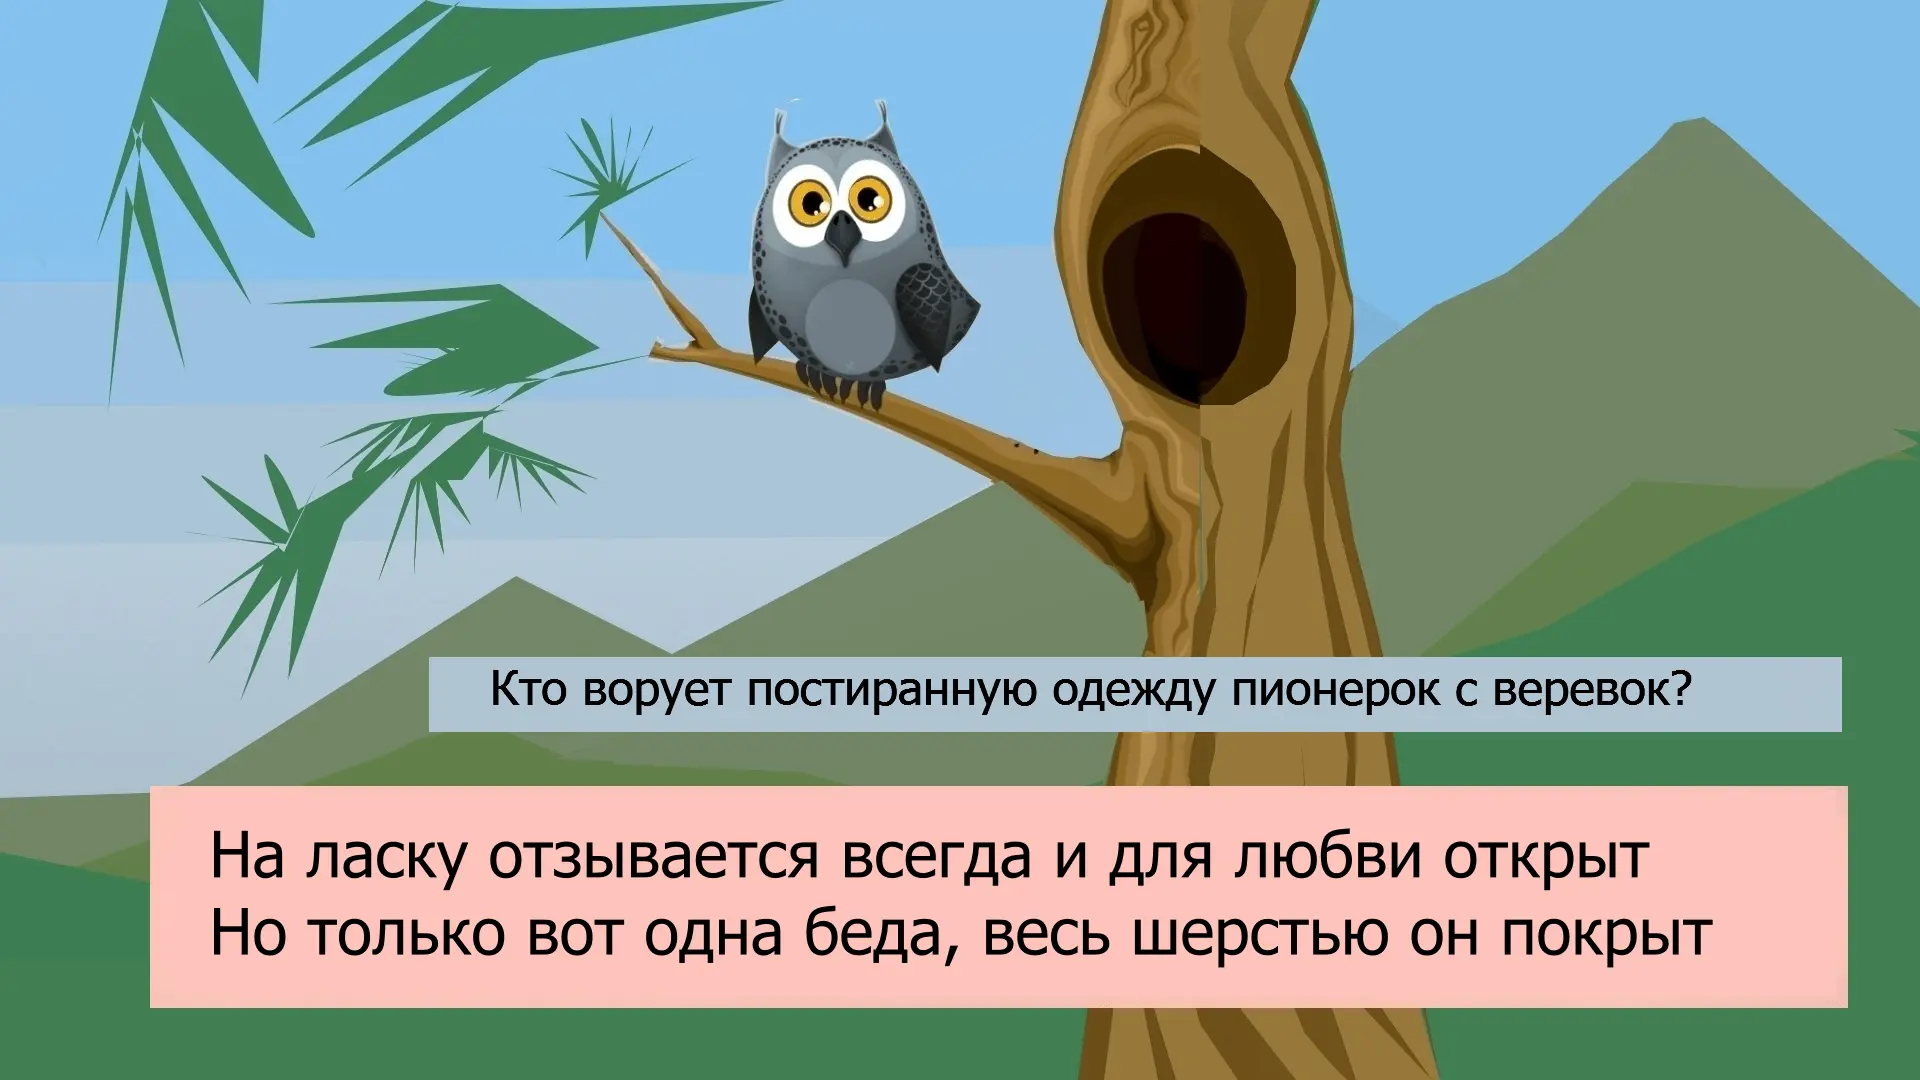 Кто ворует постиранную одежду пионерок с веревок?
На ласку отзывается всегда и для любви открыт
Но только вот одна беда, весь шерстью он покрыт